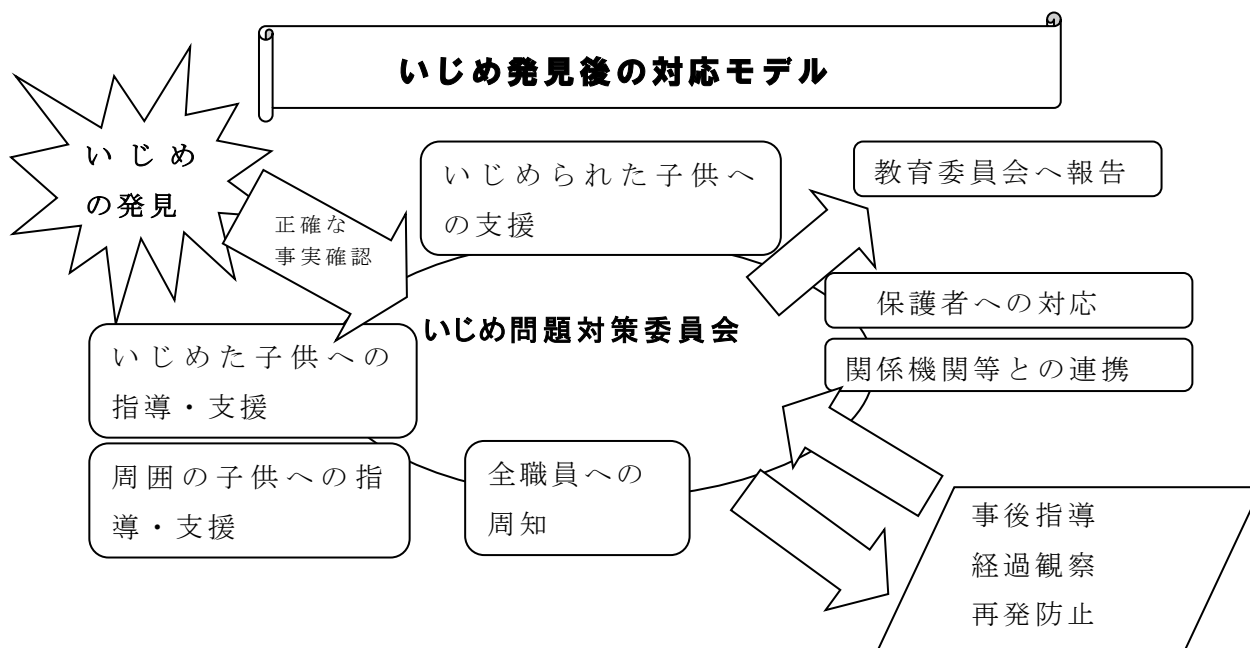 いじめ発見後の対応モデル
いじめ
の発見
正確な
事実確認
いじめられた子供へ
の支援
教育委員会へ報告
保護者への対応
関係機関等との連携
いじめ問題対策委員会
いじめた子供への
指導・支援
周囲の子供への指
導・支援
全職員への
周知
事後指導
経過観察
再発防止